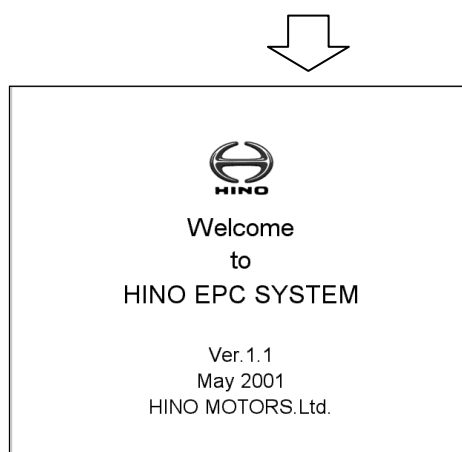 HINO
Welcome
to
HINO EPC SYSTEM
Ver.1.1
May 2001
HINO MOTORS.Ltd.